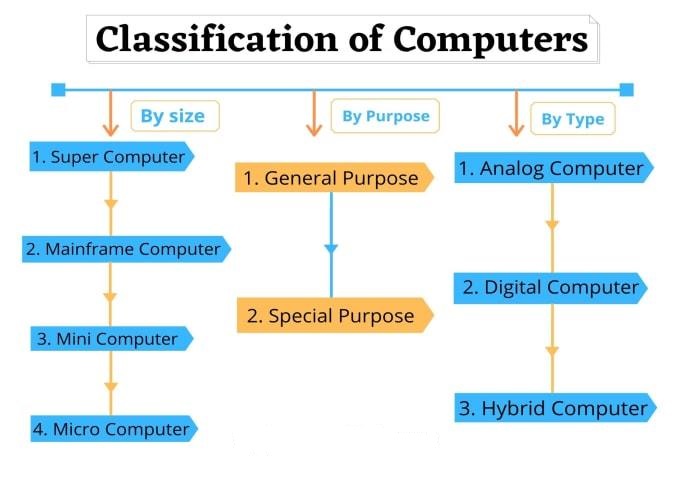 Classification of Computers
By size
1. Super Computer
2. Mainframe Computer
3. Mini Computer
4. Micro Computer
By Purpose
1. General Purpose
2. Special Purpose
By Type
1. Analog Computer
2. Digital Computer
3. Hybrid Computer